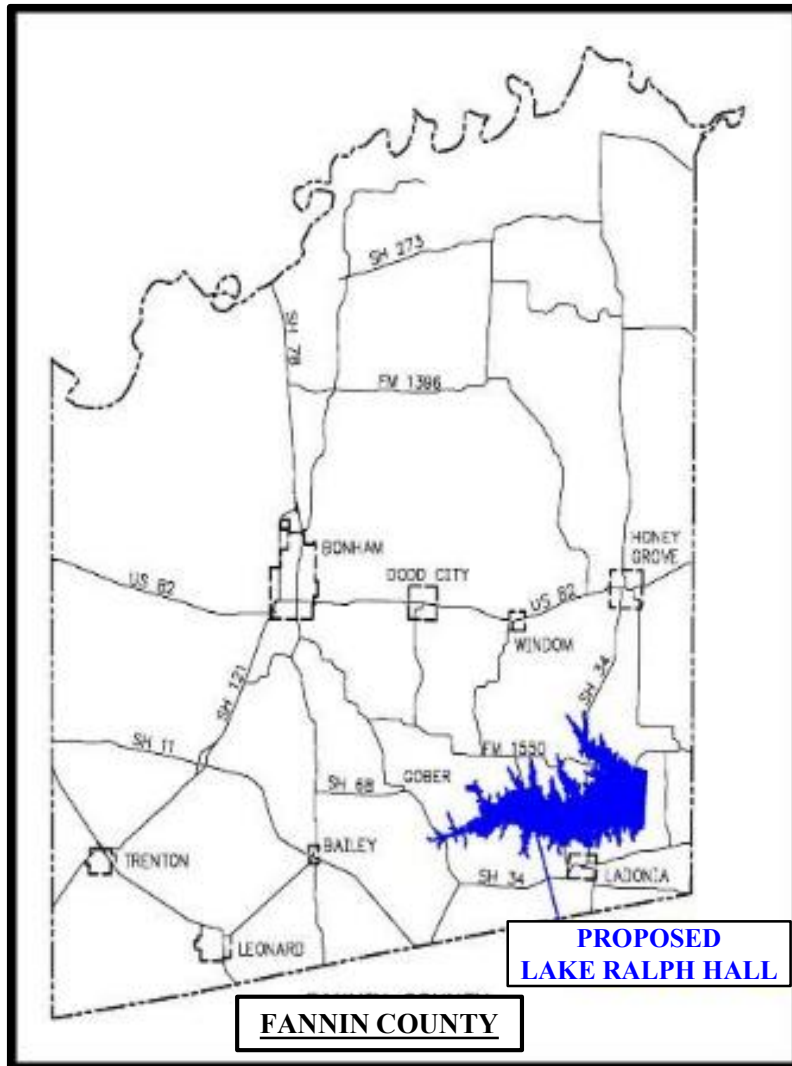 SH 273
SH 78
FM 1396
BONHAM
HONEY
GROVE
DODD CITY
US 82
US 82
WINDOM
SH 121
SH 34
SH 11
FM 1550
GOBER
SH 68
BAILEY
TRENTON
SH 34
LADONIA
LEONARD
PROPOSED
LAKE RALPH HALL
FANNIN COUNTY